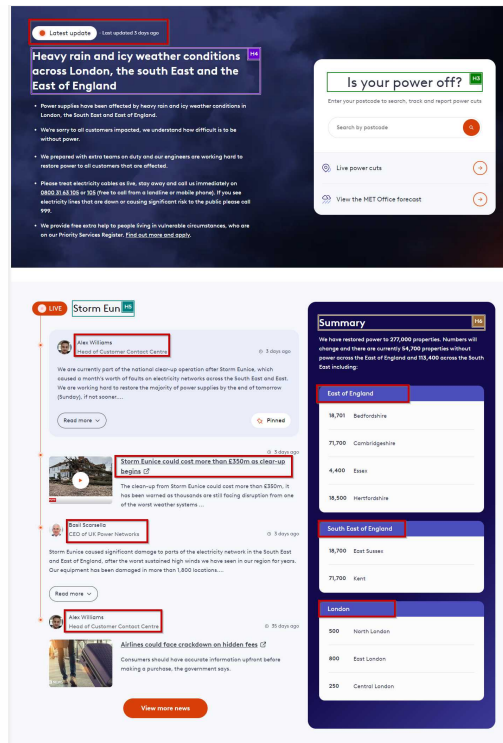 Latest update - Last updated 3 days ago
Heavy rain and icy weather conditions H4
across London, the south East and the
East of England
• Power supplies have been affected by heavy rain and icy weather conditions in
London, the South East and East of England.
• We're sorry to all customers impacted, we understand how difficult is to be
without power.
• We prepared with extra teams on duty and our engineers are working hard to
restore power to all customers that are affected.
• Please treat electricity cables as live, stay away and call us immediately on
0800 31 63 105 or 105 (free to call from a landline or mobile phone). If you see
electricity lines that are down or causing significant risk to the public please call
999.
• We provide free extra help to people living in vulnerable circumstances, who are
on our Priority Services Register. Find out more and apply.
Is your power off? H3
Enter your postcode to search, track and report power cuts
Search by postcode
Live power cuts
View the MET Office forecast
LIVE Storm Eun H5
Alex Williams
Head of Customer Contact Centre
3 days ago
We are currently part of the national clear-up operation after Storm Eunice, which
caused a month's worth of faults on electricity networks across the South East and East.
We are working hard to restore the majority of power supplies by the end of tomorrow
(Sunday), if not sooner....
Read more
Pinned
3 days ago
Storm Eunice could cost more than £350m as clear-up
begins
The clean-up from Storm Eunice could cost more than £350m, it
has been warned as thousands are still facing disruption from one
of the worst weather systems....
Basil Scarsella
CEO of UK Power Networks
3 days ago
Storm Eunice caused significant damage to parts of the electricity network in the South East
and East of England, after the worst sustained high winds we have seen in our region for years.
Our equipment has been damaged in more than 1,800 locations....
Read more
Alex Williams
Head of Customer Contact Centre
35 days ago
Airlines could face crackdown on hidden fees
Consumers should have accurate information upfront before
making a purchase, the government says.
View more news
Summary H6
We have restored power to 277,000 properties. Numbers will
change and there are currently 54,700 properties without
power across the East of England and 113,400 across the South
East including:
East of England
18,701 Bedfordshire
71,700 Cambridgeshire
4,400 Essex
16,500 Hertfordshire
South East of England
18,700 East Sussex
71,700 Kent
London
500 North London
800 East London
250 Central London